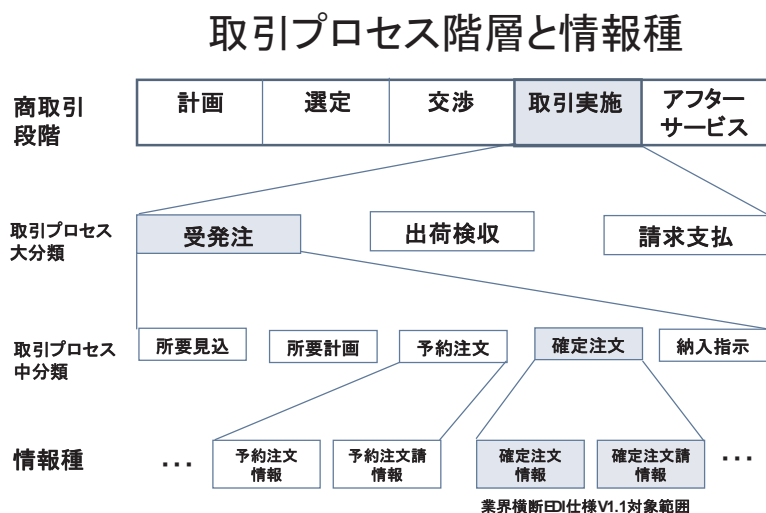 取引プロセス階層と情報種
商取引
段階
計画
選定
交渉
取引実施
アフター
サービス
取引プロセス
大分類
受発注
出荷検収
請求支払
取引プロセス
中分類
所要見込
所要計画
予約注文
確定注文
納入指示
情報種
...
予約注文
情報
予約注文請
情報
確定注文
情報
確定注文請
情報
...
業界横断EDI仕様V1.1対象範囲